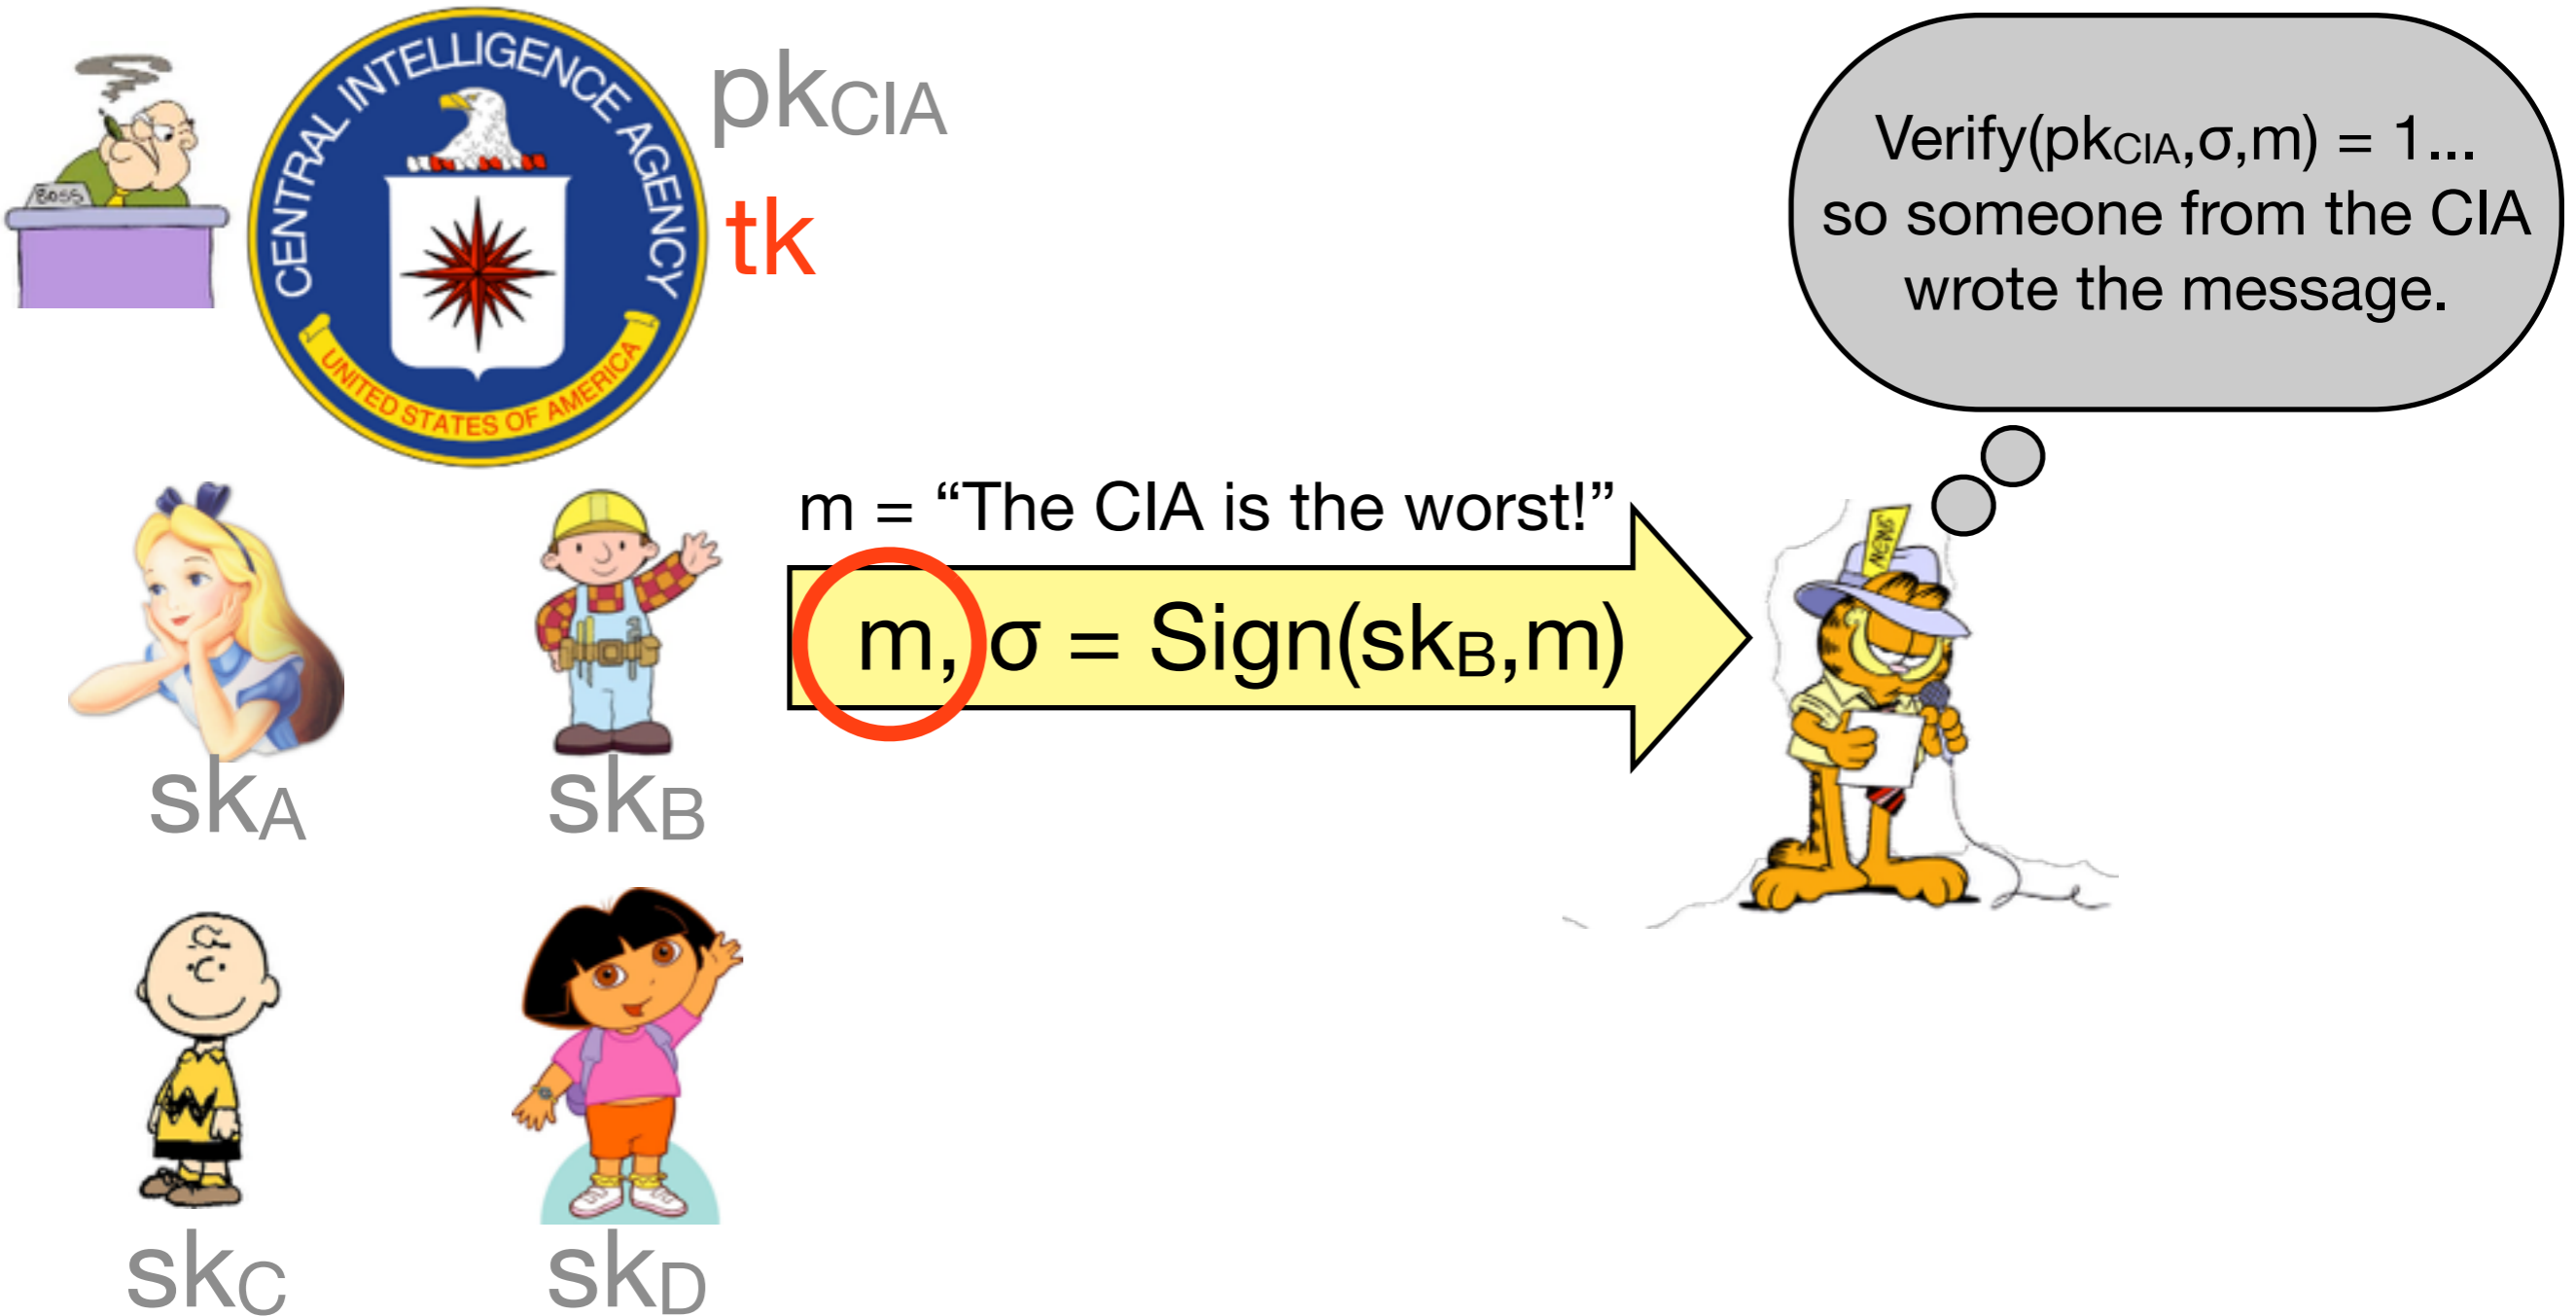 CENTRAL INTELLIGENCE AGENCY
UNITED STATES OF AMERICA
BOSS
pkCIA
tk
Verify(pkCIA,σ,m) = 1...
so someone from the CIA
wrote the message.
m = “The CIA is the worst!”
m, σ = Sign(skB,m)
skA
skB
skC
skD